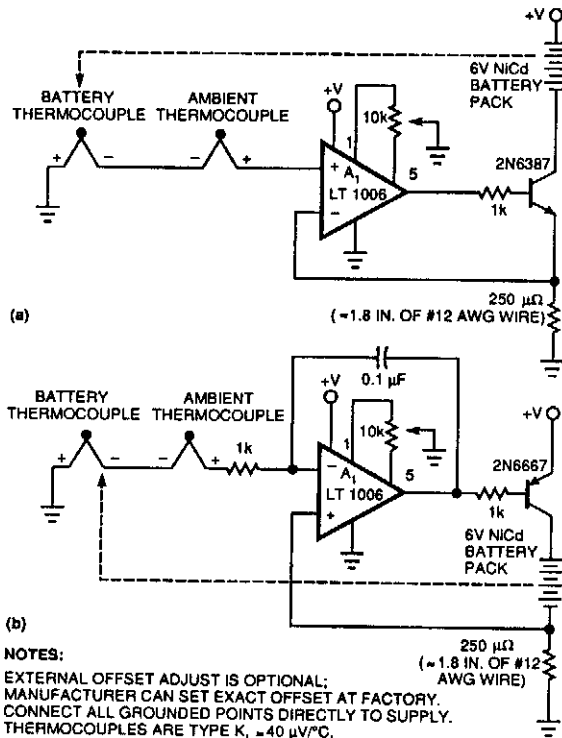 +V
6V NiCd
BATTERY
PACK
BATTERY
THERMOCOUPLE
AMBIENT
THERMOCOUPLE
+V
1
10k
2N6387
+
-
-
+
+
A1
5
LT 1006
-
1k
250 µΩ
(≈1.8 IN. OF #12 AWG WIRE)
(a)
0.1 µF
+V
BATTERY
THERMOCOUPLE
AMBIENT
THERMOCOUPLE
+V
1
10k
2N6667
1k
+
-
-
+
-
A1
5
LT 1006
+
1k
6V NiCd
BATTERY
PACK
(b)
250 µΩ
(≈1.8 IN. OF #12
AWG WIRE)
NOTES:
EXTERNAL OFFSET ADJUST IS OPTIONAL;
MANUFACTURER CAN SET EXACT OFFSET AT FACTORY.
CONNECT ALL GROUNDED POINTS DIRECTLY TO SUPPLY.
THERMOCOUPLES ARE TYPE K, ≈40 µV/°C.